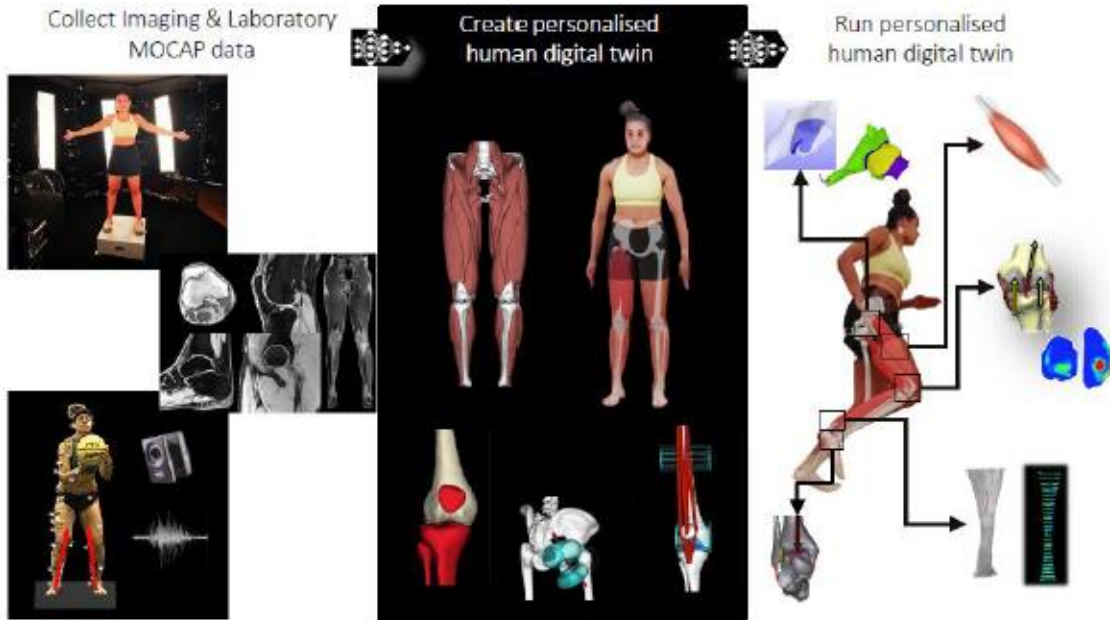 Collect Imaging & Laboratory
MOCAP data
Create personalised
human digital twin
Run personalised
human digital twin